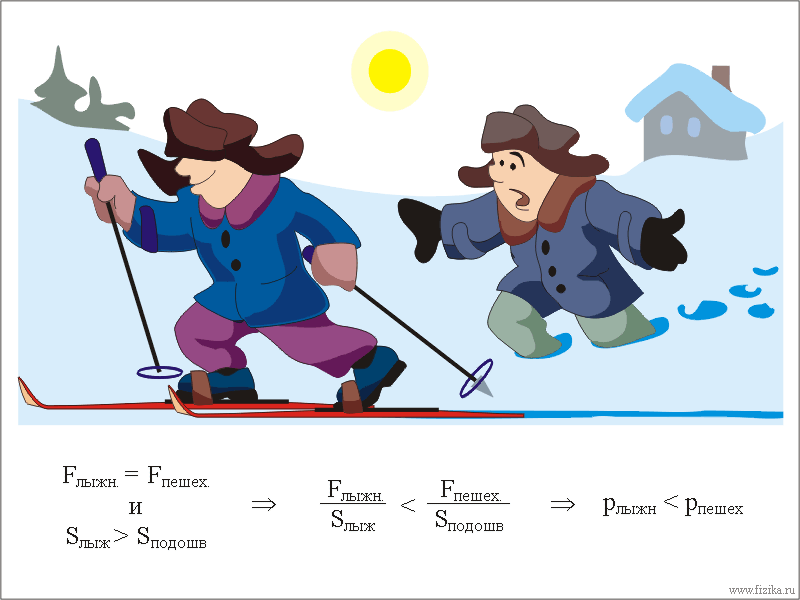 Fлыжн. = Fпешех.
и
Sлыж > Sподошв
⇒
Fлыжн. / Sлыж < Fпешех. / Sподошв
⇒
pлыжн < pпешех
www.fizika.ru